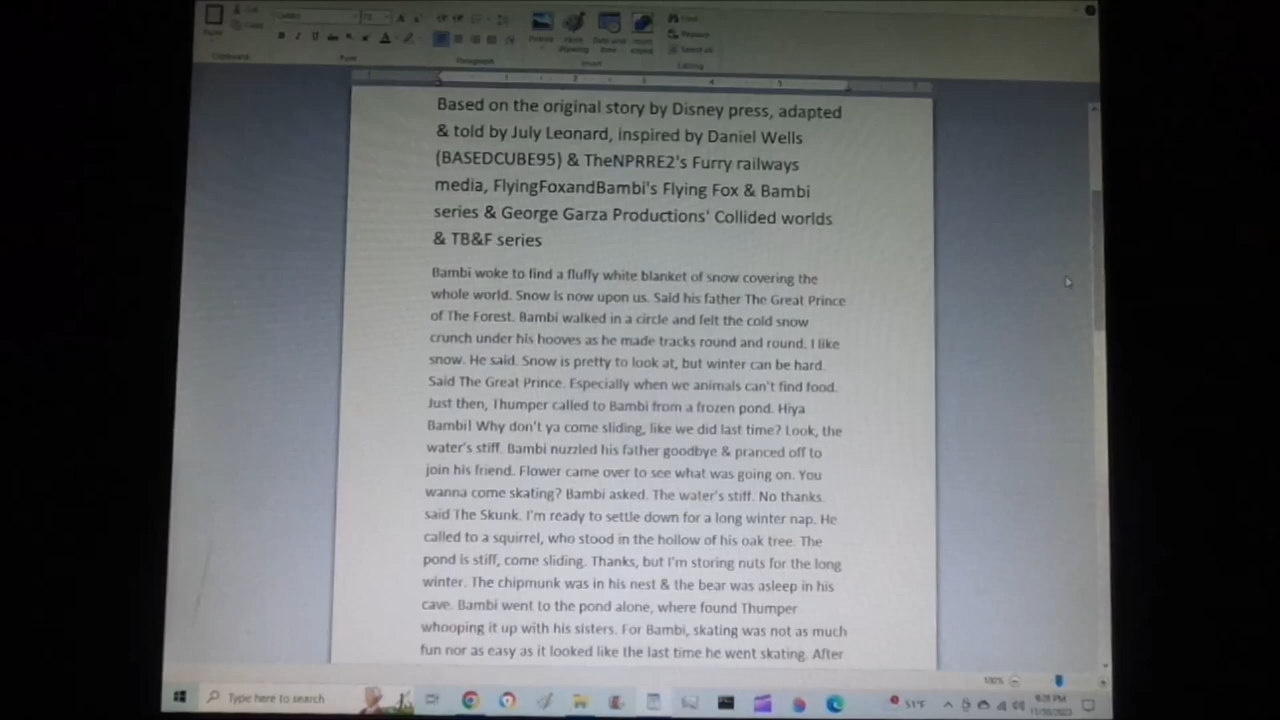 Paragraph
Insert
Editing
Replace
Select all
Based on the original story by Disney press, adapted
& told by July Leonard, inspired by Daniel Wells
(BASEDCUBE95) & TheNPRRE2's Furry railways
media, FlyingFoxandBambi's Flying Fox & Bambi
series & George Garza Productions' Collided worlds
& TB&F series
Bambi woke to find a fluffy white blanket of snow covering the
whole world. Snow is now upon us. Said his father The Great Prince
of The Forest. Bambi walked in a circle and felt the cold snow
crunch under his hooves as he made tracks round and round. I like
snow. He said. Snow is pretty to look at, but winter can be hard.
Said The Great Prince. Especially when we animals can't find food.
Just then, Thumper called to Bambi from a frozen pond. Hiya
Bambi! Why don't ya come sliding, like we did last time? Look, the
water's stiff. Bambi nuzzled his father goodbye & pranced off to
join his friend. Flower came over to see what was going on. You
wanna come skating? Bambi asked. The water's stiff. No thanks.
said The Skunk. I'm ready to settle down for a long winter nap. He
called to a squirrel, who stood in the hollow of his oak tree. The
pond is stiff, come sliding. Thanks, but I'm storing nuts for the long
winter. The chipmunk was in his nest & the bear was asleep in his
cave. Bambi went to the pond alone, where found Thumper
whooping it up with his sisters. For Bambi, skating was not as much
fun nor as easy as it looked like the last time he went skating. After
100%
Type here to search
51°F